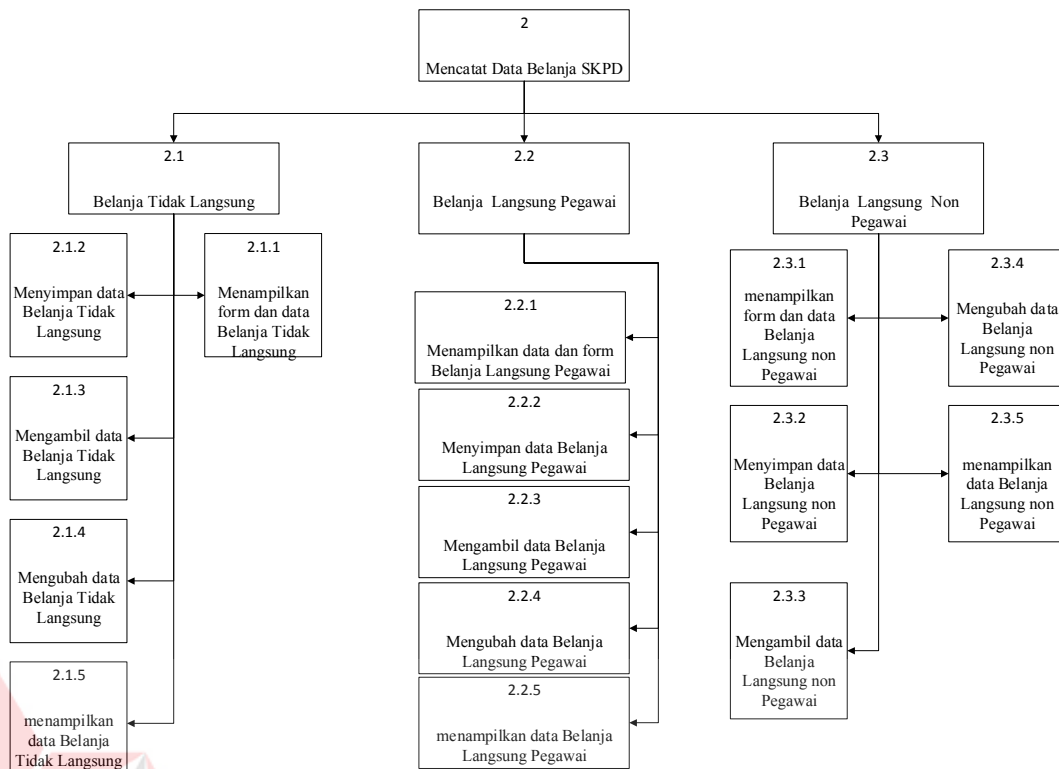 2
Mencatat Data Belanja SKPD
2.1
Belanja Tidak Langsung
2.2
Belanja Langsung Pegawai
2.3
Belanja Langsung Non
Pegawai
2.1.2
Menyimpan data
Belanja Tidak
Langsung
2.1.1
Menampilkan
form dan data
Belanja Tidak
Langsung
2.1.3
Mengambil data
Belanja Tidak
Langsung
2.1.4
Mengubah data
Belanja Tidak
Langsung
2.1.5
menampilkan
data Belanja
Tidak Langsung
2.2.1
Menampilkan data dan form
Belanja Langsung Pegawai
2.2.2
Menyimpan data Belanja
Langsung Pegawai
2.2.3
Mengambil data Belanja
Langsung Pegawai
2.2.4
Mengubah data Belanja
Langsung Pegawai
2.2.5
menampilkan data Belanja
Langsung Pegawai
2.3.1
menampilkan
form dan data
Belanja
Langsung non
Pegawai
2.3.4
Mengubah data
Belanja
Langsung non
Pegawai
2.3.2
Menyimpan data
Belanja
Langsung non
Pegawai
2.3.5
menampilkan
data Belanja
Langsung non
Pegawai
2.3.3
Mengambil data
Belanja
Langsung non
Pegawai